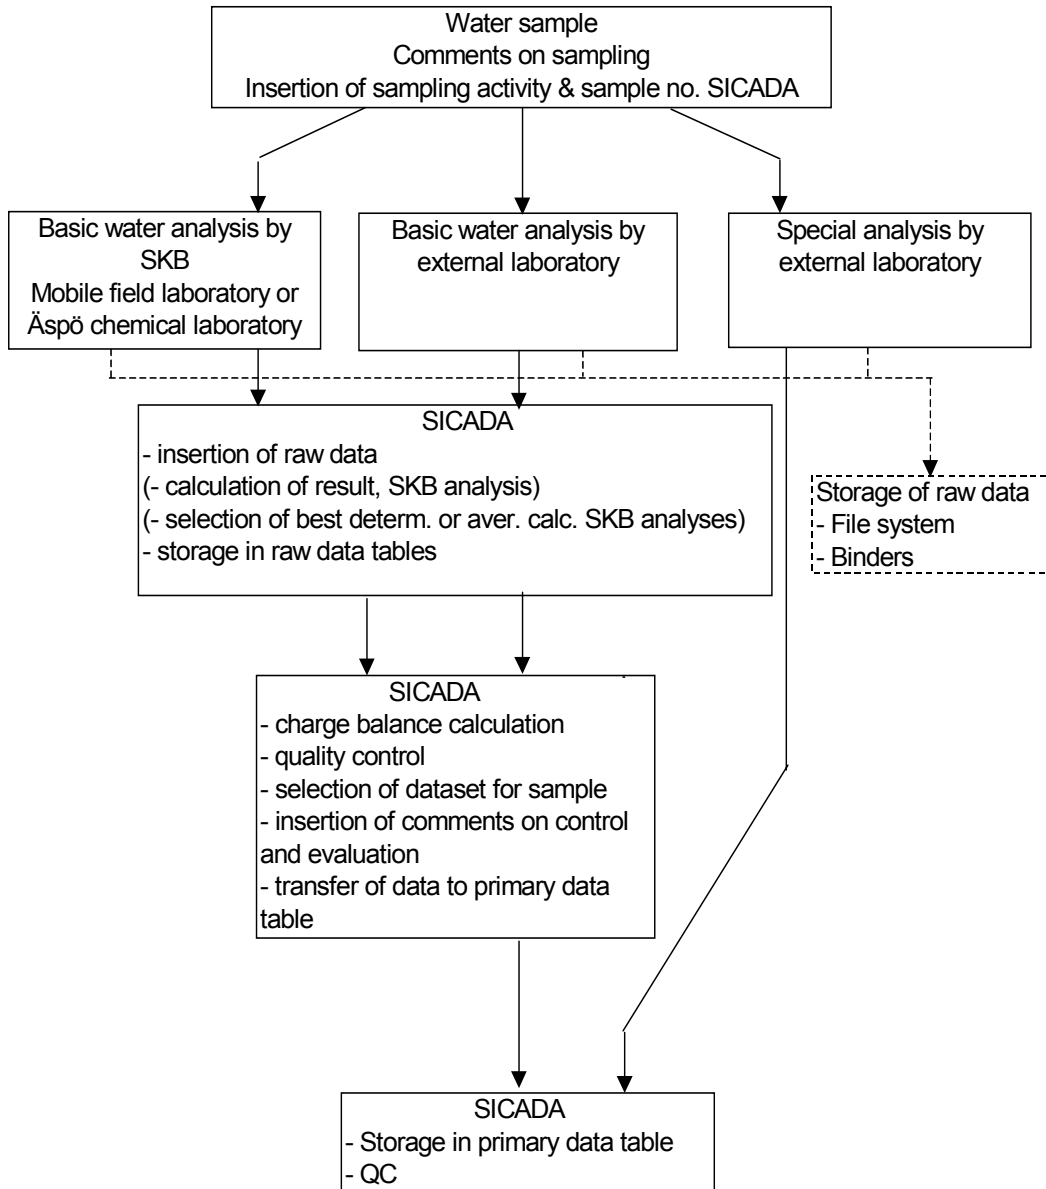 Water sample
Comments on sampling
Insertion of sampling activity & sample no. SICADA
Basic water analysis by
SKB
Mobile field laboratory or
Äspö chemical laboratory
Basic water analysis by
external laboratory
Special analysis by
external laboratory
SICADA
- insertion of raw data
(- calculation of result, SKB analysis)
(- selection of best determ. or aver. calc. SKB analyses)
- storage in raw data tables
Storage of raw data
- File system
- Binders
SICADA
- charge balance calculation
- quality control
- selection of dataset for sample
- insertion of comments on control
and evaluation
- transfer of data to primary data
table
SICADA
- Storage in primary data table
- QC